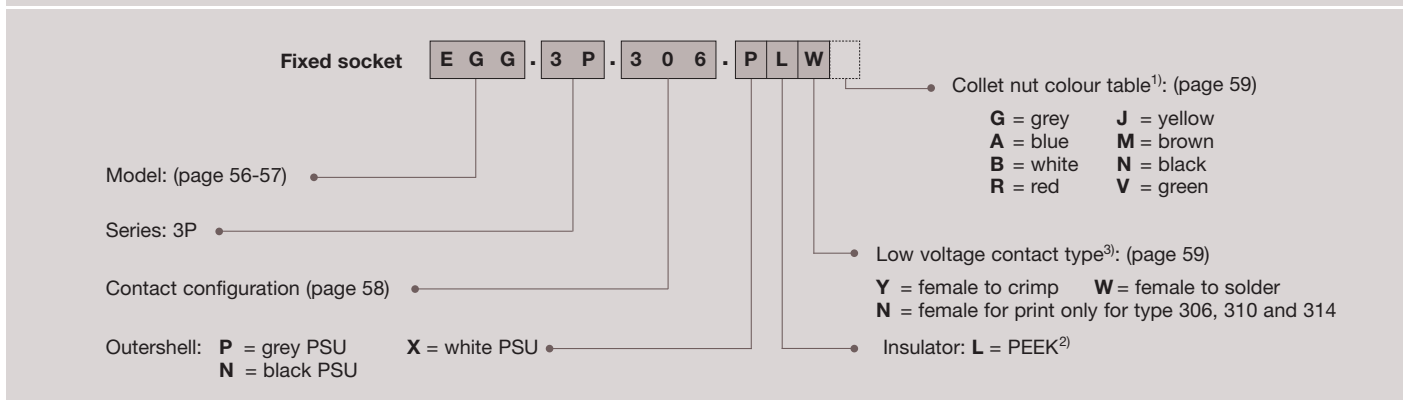 Fixed socket E G G . 3 P . 3 0 6 . P L W
Collet nut colour table1): (page 59)
G = grey J = yellow
A = blue M = brown
B = white N = black
R = red V = green
Model: (page 56-57)
Series: 3P
Low voltage contact type3): (page 59)
Y = female to crimp W = female to solder
N = female for print only for type 306, 310 and 314
Contact configuration (page 58)
Outershell: P = grey PSU X = white PSU
N = black PSU
Insulator: L = PEEK2)